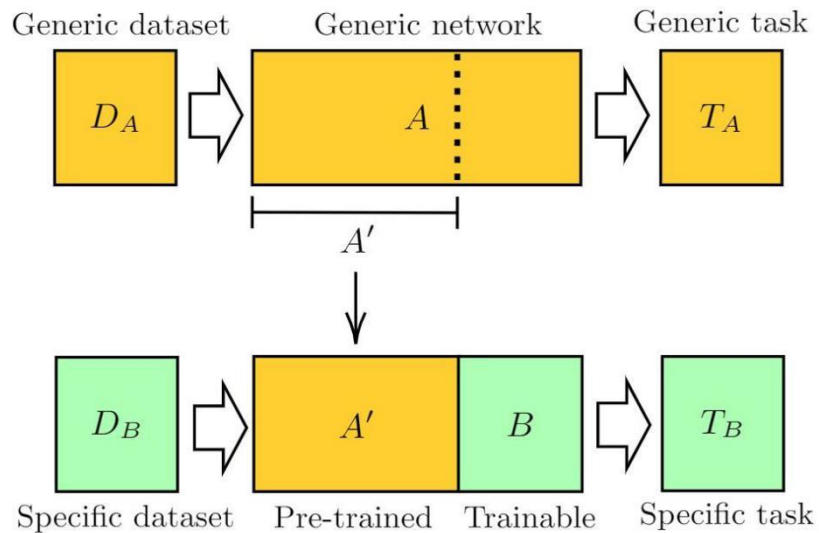 Generic dataset Generic network Generic task
D_A A T_A
A′
D_B A′ B T_B
Specific dataset Pre-trained Trainable Specific task